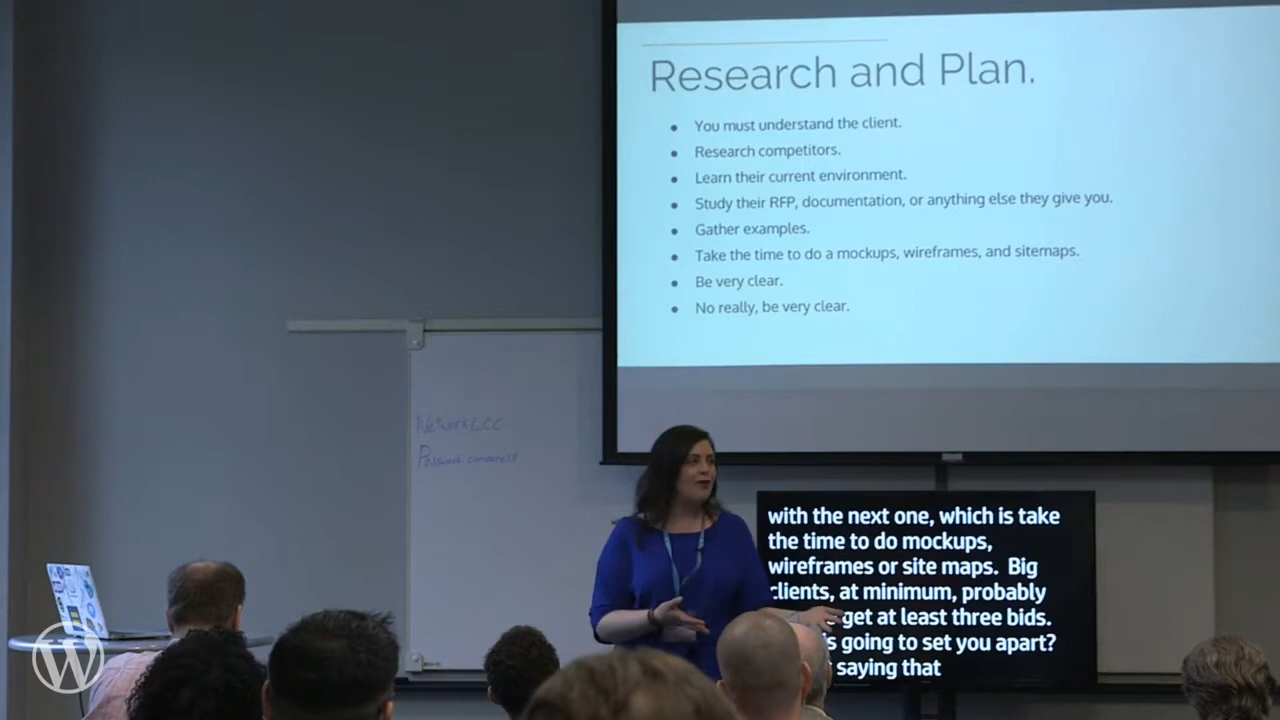 Research and Plan.
You must understand the client.
Research competitors.
Learn their current environment.
Study their RFP, documentation, or anything else they give you.
Gather examples.
Take the time to do a mockups, wireframes, and sitemaps.
Be very clear.
No really, be very clear.
Network LCC
Password
with the next one, which is take
the time to do mockups,
wireframes or site maps. Big
clients, at minimum, probably
get at least three bids.
going to set you apart?
saying that